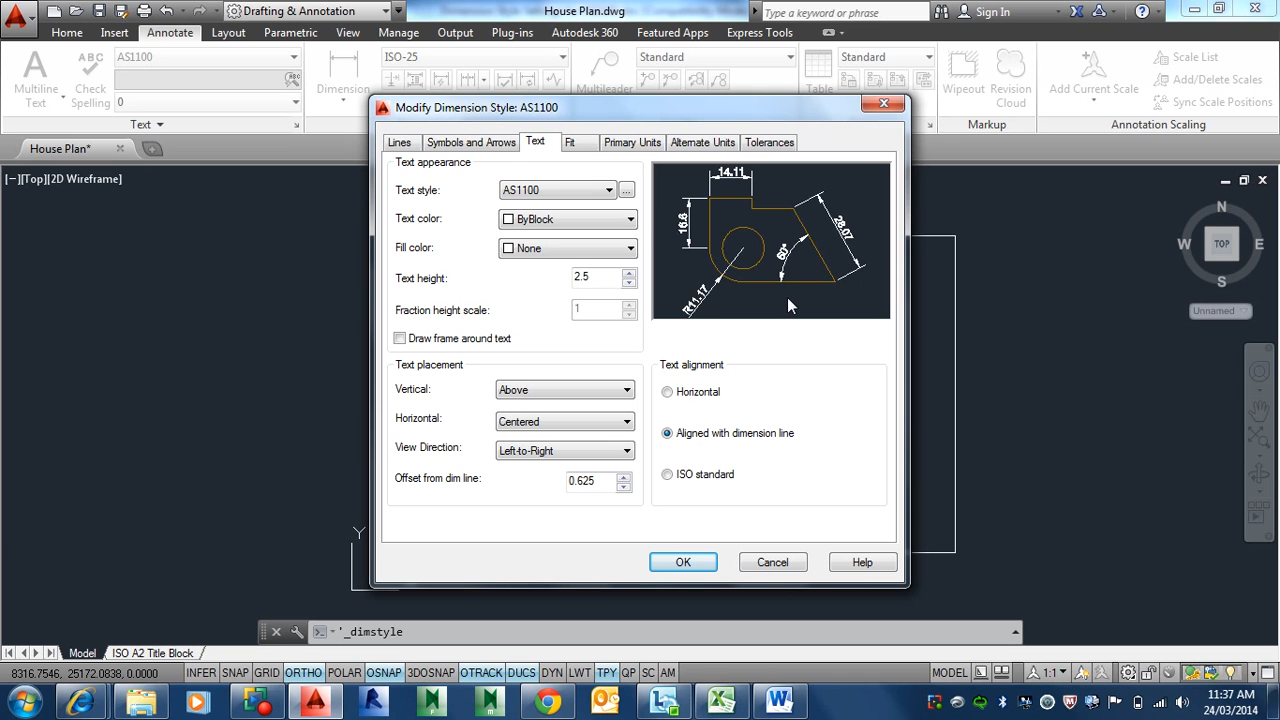 Drafting & Annotation
House Plan.dwg
Type a keyword or phrase
Sign In
Home Insert Annotate Layout Parametric View Manage Output Plug-ins Autodesk 360 Featured Apps Express Tools
AS1100
ISO-25
Standard
Standard
Scale List
Multiline Text
ABC Check Spelling
0
Dimension
Multileader
Table
Wipeout
Revision Cloud
Add Current Scale
Add/Delete Scales
Sync Scale Positions
Text
Markup
Annotation Scaling
House Plan*
[−][Top][2D Wireframe]
Modify Dimension Style: AS1100
Lines Symbols and Arrows Text Fit Primary Units Alternate Units Tolerances
Text appearance
Text style: AS1100 ...
Text color: ByBlock
Fill color: None
Text height: 2.5
Fraction height scale: 1
Draw frame around text
14.11
16.6
28.07
60°
R11.17
Text placement
Vertical: Above
Horizontal: Centered
View Direction: Left-to-Right
Offset from dim line: 0.625
Text alignment
Horizontal
Aligned with dimension line
ISO standard
OK Cancel Help
N
W TOP E
S
Unnamed
Y
'_dimstyle
Model ISO A2 Title Block
8316.7546, 25172.0838, 0.0000 INFER SNAP GRID ORTHO POLAR OSNAP 3DOSNAP OTRACK DUCS DYN LWT TPY QP SC AM MODEL 1:1
11:37 AM
24/03/2014